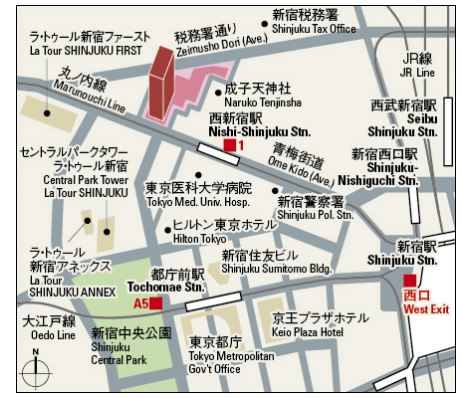 ラ・トゥール新宿ファースト
La Tour SHINJUKU FIRST
税務署通り
Zeimusho Dori (Ave.)
新宿税務署
Shinjuku Tax Office
JR線
JR Line
丸ノ内線
Marunouchi Line
成子天神社
Naruko Tenjinsha
西新宿駅
Nishi-Shinjuku Stn.
1
西武新宿駅
Seibu
Shinjuku Stn.
青梅街道
Ome Kido (Ave.)
新宿西口駅
Shinjuku-
Nishiguchi Stn.
セントラルパークタワー
ラ・トゥール新宿
Central Park Tower
La Tour SHINJUKU
東京医科大学病院
Tokyo Med. Univ. Hosp.
新宿警察署
Shinjuku Pol. Stn.
ヒルトン東京ホテル
Hilton Tokyo
ラ・トゥール
新宿アネックス
La Tour
SHINJUKU ANNEX
新宿住友ビル
Shinjuku Sumitomo Bldg.
新宿駅
Shinjuku Stn.
都庁前駅
Tochomae Stn.
A5
西口
West Exit
大江戸線
Oedo Line
新宿中央公園
Shinjuku
Central Park
東京都庁
Tokyo Metropolitan
Gov't Office
京王プラザホテル
Keio Plaza Hotel
N